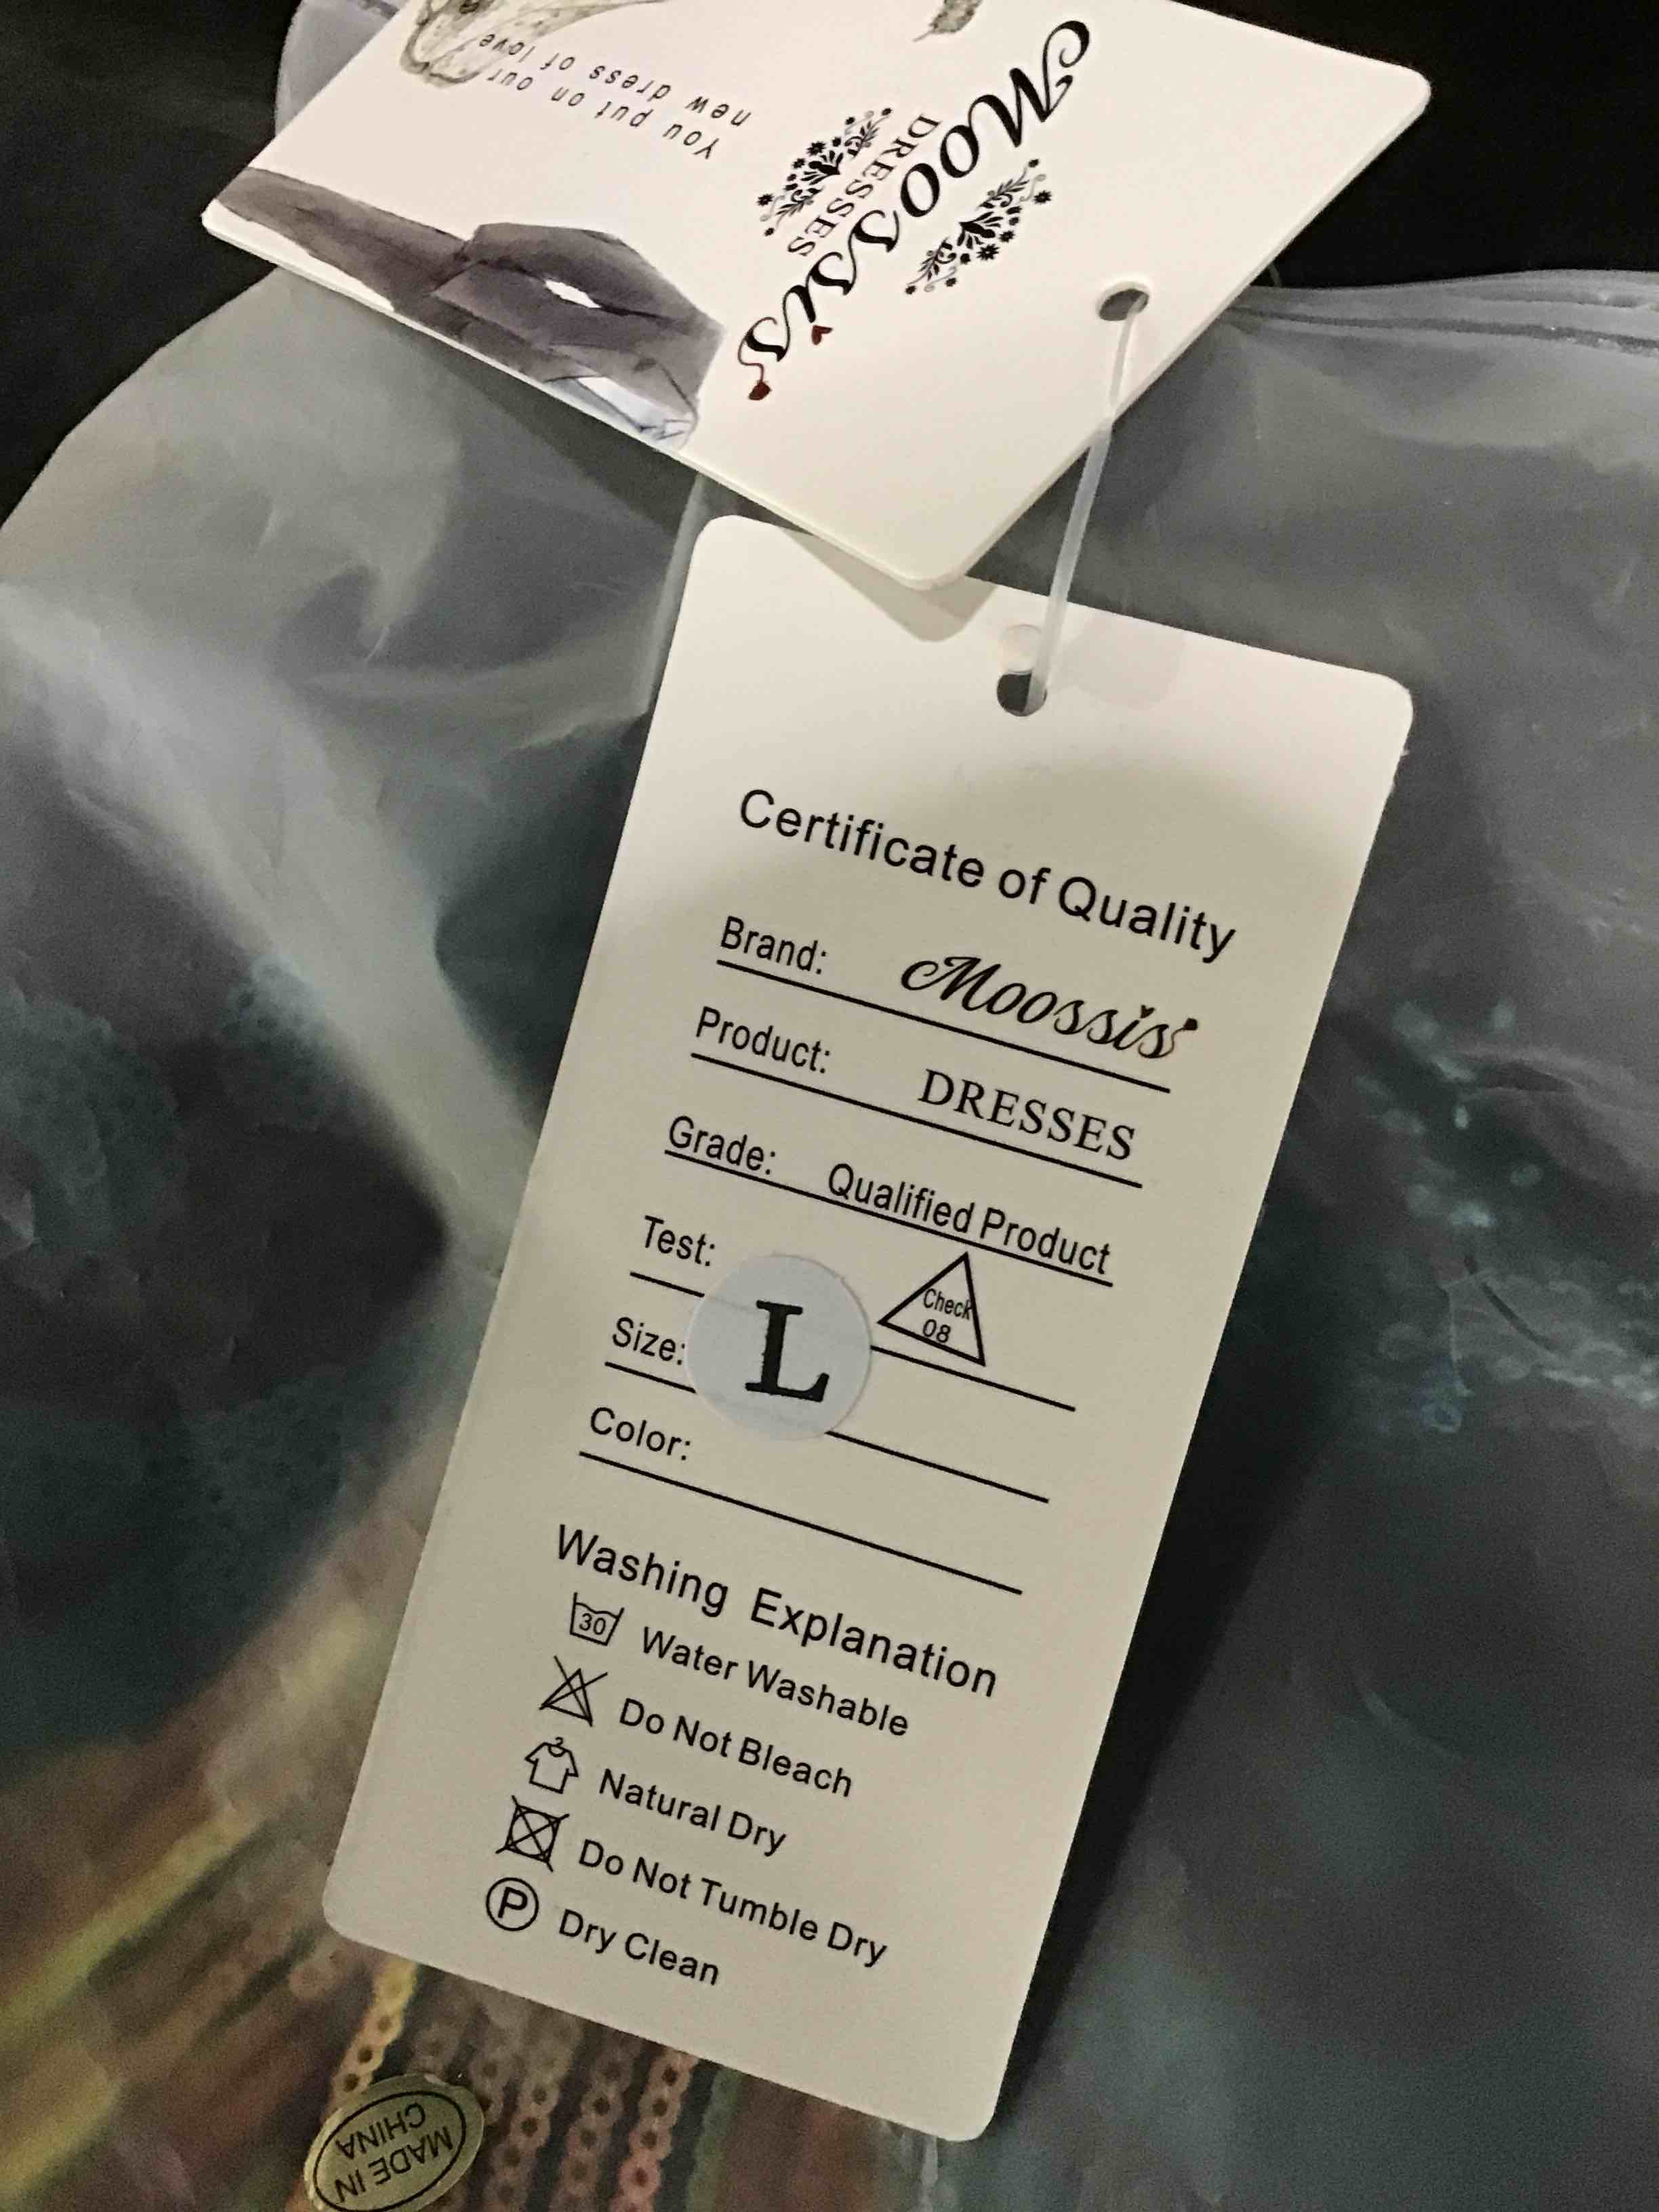 Moossis
DRESSES
You put on our
new dress of love
Certificate of Quality
Brand: Moossis
Product: DRESSES
Grade: Qualified Product
Test: Check 08
Size: L
Color:
Washing Explanation
30 Water Washable
Do Not Bleach
Natural Dry
Do Not Tumble Dry
P Dry Clean
MADE IN
CHINA